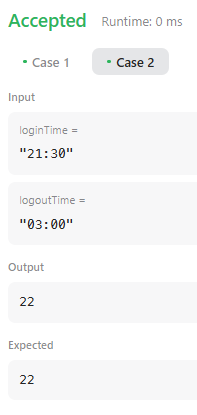 Accepted Runtime: 0 ms
• Case 1 • Case 2
Input
loginTime =
"21:30"
logoutTime =
"03:00"
Output
22
Expected
22